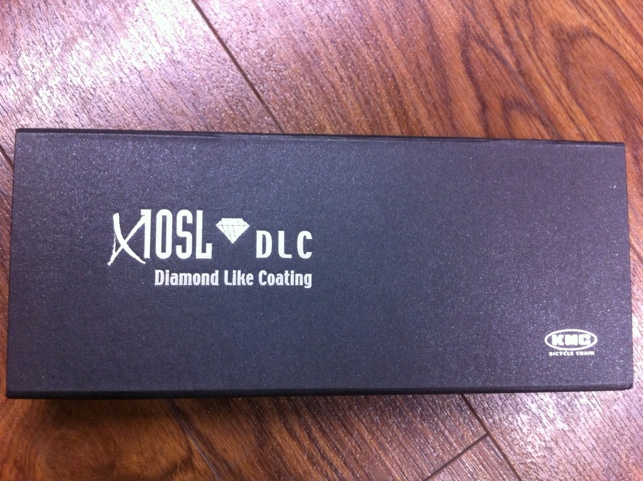 X10SL DLC
Diamond Like Coating
KMC
BICYCLE CHAIN